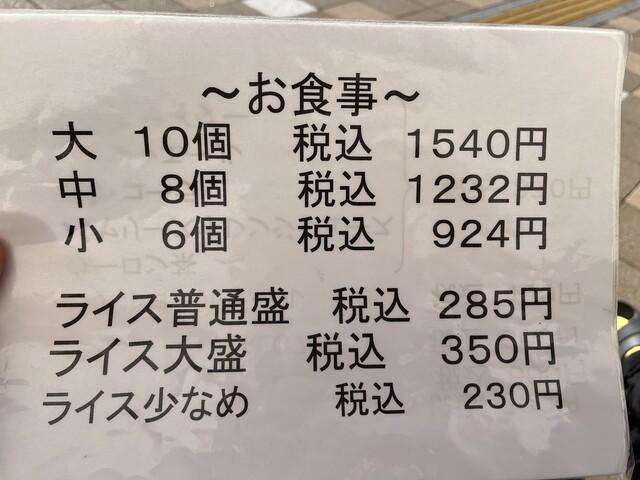 ～お食事～
大 １０個 税込 １５４０円
中 ８個 税込 １２３２円
小 ６個 税込 ９２４円
ライス普通盛 税込 ２８５円
ライス大盛 税込 ３５０円
ライス少なめ 税込 ２３０円